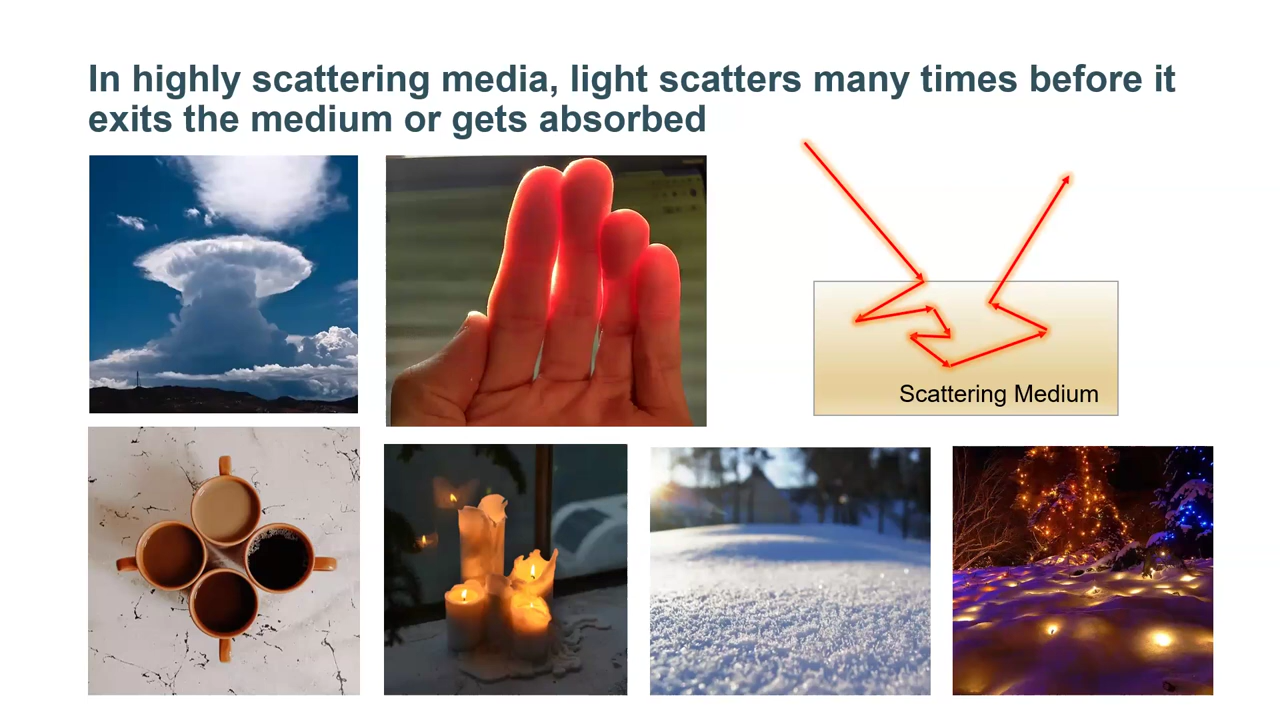 In highly scattering media, light scatters many times before it
exits the medium or gets absorbed
Scattering Medium